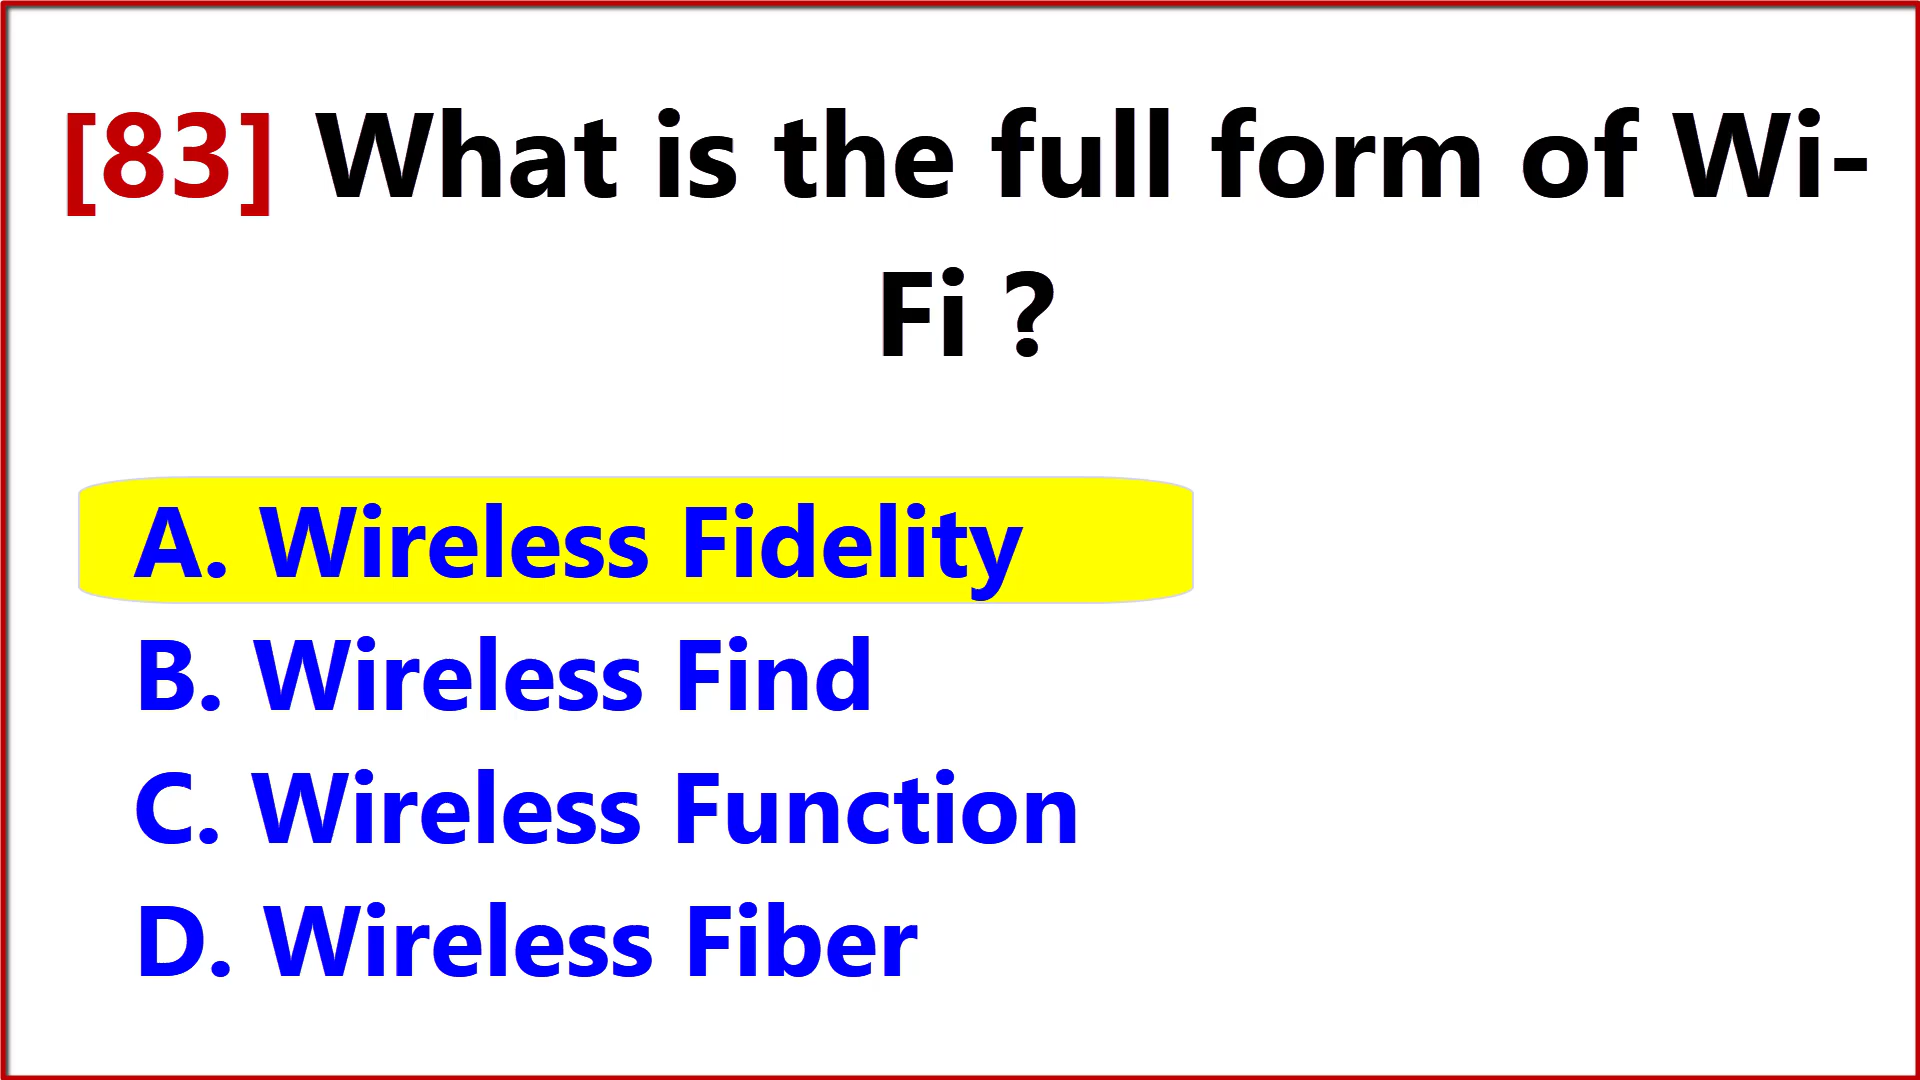 [83] What is the full form of Wi-
Fi ?
A. Wireless Fidelity
B. Wireless Find
C. Wireless Function
D. Wireless Fiber